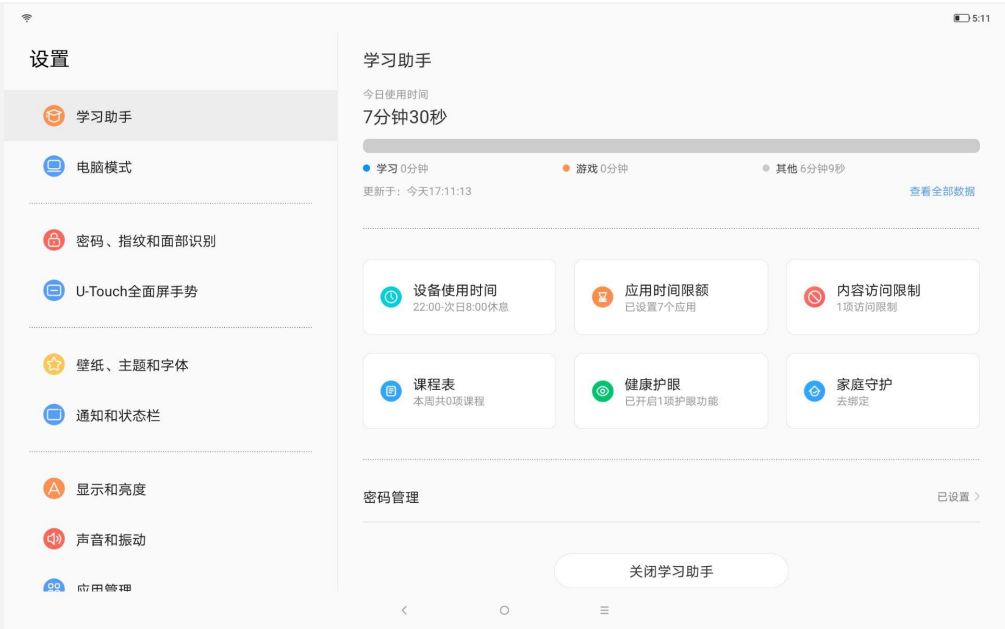 5:11
设置
学习助手
电脑模式
密码、指纹和面部识别
U-Touch全面屏手势
壁纸、主题和字体
通知和状态栏
显示和亮度
声音和振动
应用管理
学习助手
今日使用时间
7分钟30秒
学习 0分钟
游戏 0分钟
其他 6分钟9秒
更新于：今天17:11:13
查看全部数据
设备使用时间
22:00-次日8:00休息
应用时间限额
已设置7个应用
内容访问限制
1项访问限制
课程表
本周共0项课程
健康护眼
已开启1项护眼功能
家庭守护
去绑定
密码管理
已设置
关闭学习助手